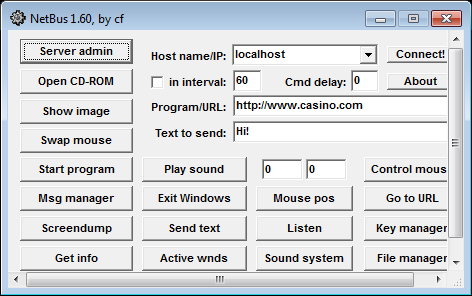 NetBus 1.60, by cf
Server admin
Host name/IP: localhost Connect!
Open CD-ROM
in interval: 60 Cmd delay: 0 About
Show image
Program/URL: http://www.casino.com
Swap mouse
Text to send: Hi!
Start program Play sound 0 0 Control mous
Msg manager Exit Windows Mouse pos Go to URL
Screendump Send text Listen Key manager
Get info Active wnds Sound system File manager